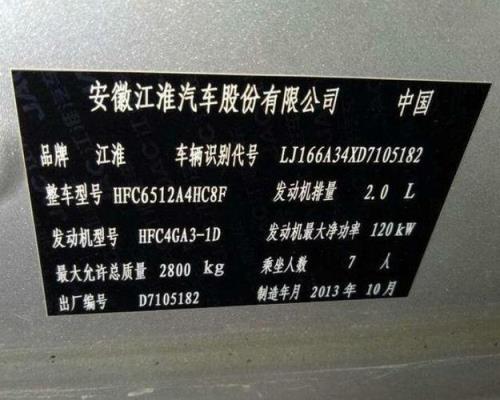 安徽江淮汽车股份有限公司 中国
品牌 江淮 车辆识别代号 LJ166A34XD7105182
整车型号 HFC6512A4HC8F 发动机排量 2.0 L
发动机型号 HFC4GA3-1D 发动机最大净功率 120kW
最大允许总质量 2800 kg 乘坐人数 7 人
出厂编号 D7105182 制造年月 2013 年 10 月